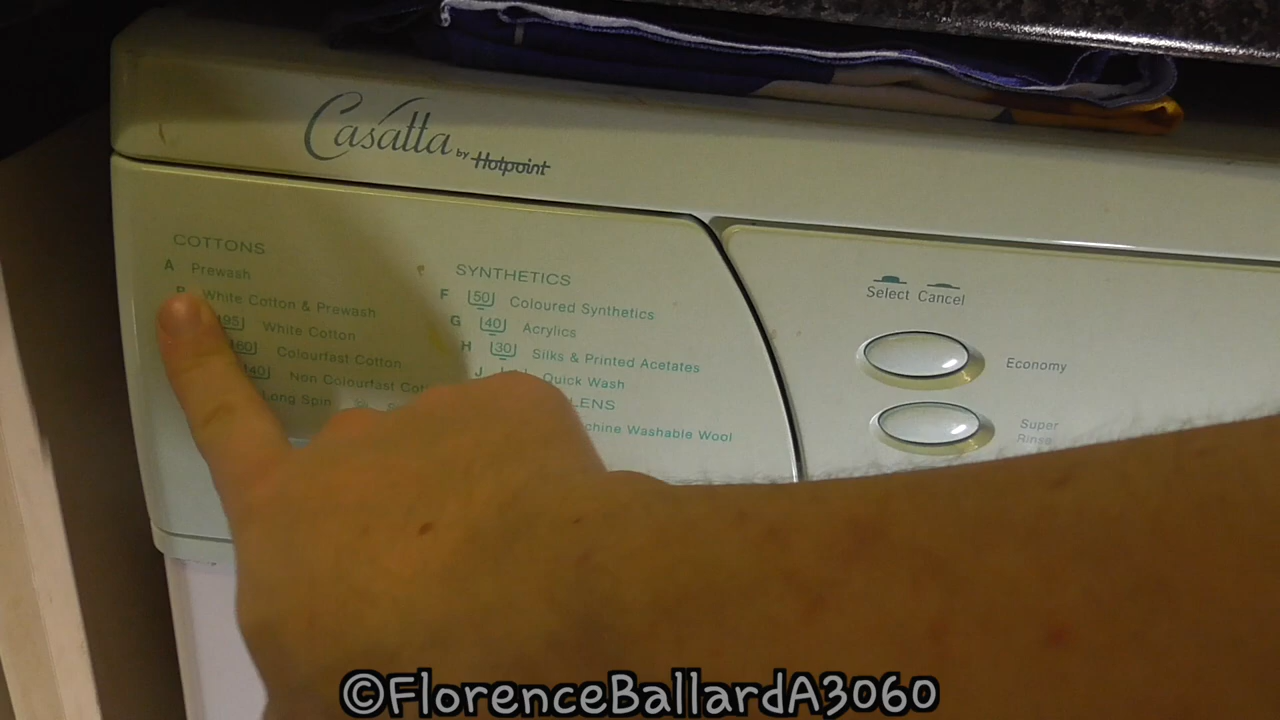 Casatta by Hotpoint
COTTONS
A Prewash
White Cotton & Prewash
95 White Cotton
60 Colourfast Cotton
40 Non Colourfast
Long Spin
SYNTHETICS
F 50 Coloured Synthetics
G 40 Acrylics
H 30 Silks & Printed Acetates
J Quick Wash
Washable Wool
Select Cancel
Economy
Super
Rinse
©FlorenceBallardA3060